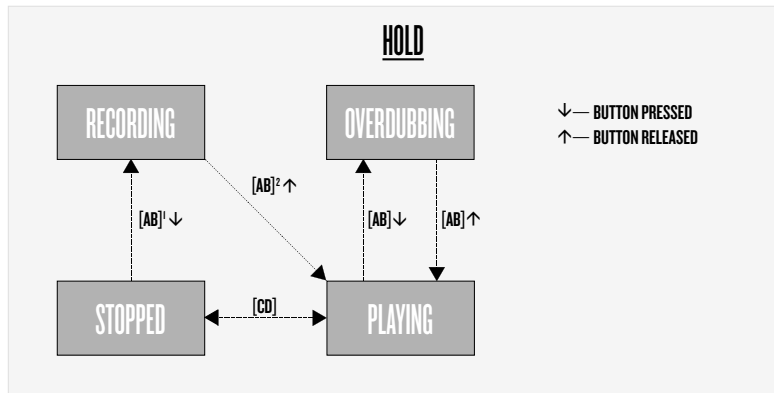 HOLD
RECORDING
OVERDUBBING
↓— BUTTON PRESSED
↑— BUTTON RELEASED
[AB]² ↑
[AB]¹ ↓
[AB]↓
[AB]↑
STOPPED
[CD]
PLAYING